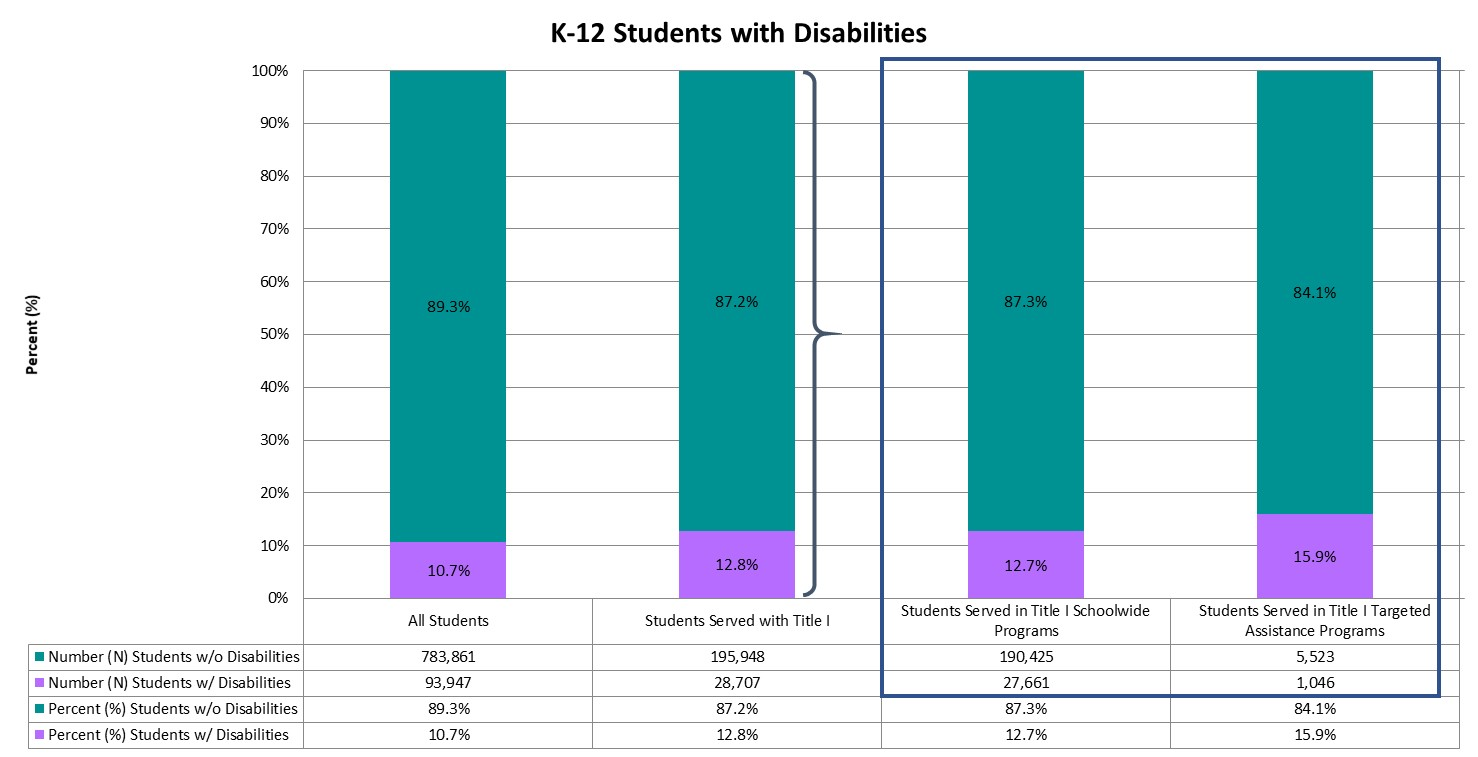 K-12 Students with Disabilities
Percent (%)
100%
90%
80%
70%
60%
50%
40%
30%
20%
10%
0%
89.3% 87.2% 87.3% 84.1%
10.7% 12.8% 12.7% 15.9%
All Students Students Served with Title I Students Served in Title I Schoolwide Programs Students Served in Title I Targeted Assistance Programs
Number (N) Students w/o Disabilities 783,861 195,948 190,425 5,523
Number (N) Students w/ Disabilities 93,947 28,707 27,661 1,046
Percent (%) Students w/o Disabilities 89.3% 87.2% 87.3% 84.1%
Percent (%) Students w/ Disabilities 10.7% 12.8% 12.7% 15.9%